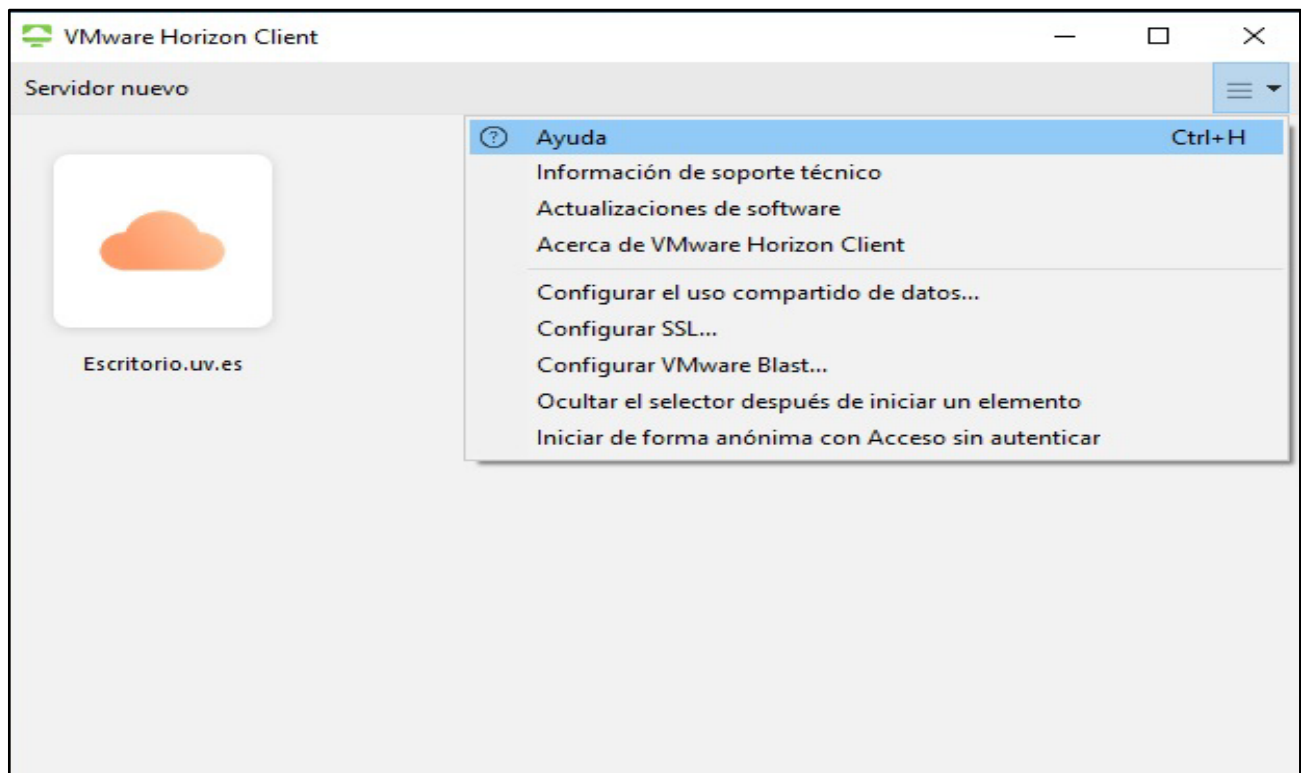 VMware Horizon Client
Servidor nuevo
Ayuda Ctrl+H
Información de soporte técnico
Actualizaciones de software
Acerca de VMware Horizon Client
Configurar el uso compartido de datos...
Configurar SSL...
Configurar VMware Blast...
Ocultar el selector después de iniciar un elemento
Iniciar de forma anónima con Acceso sin autenticar
Escritorio.uv.es